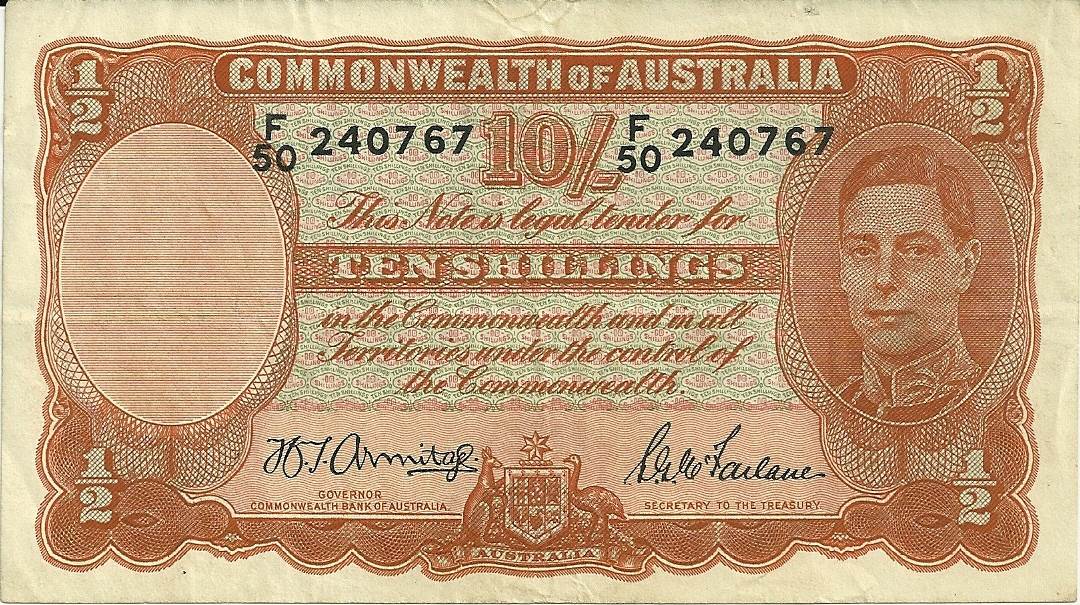 1/2 COMMONWEALTH OF AUSTRALIA 1/2
F/50 240767 10/- F/50 240767
This Note is legal tender for
TEN SHILLINGS
in the Commonwealth and in all
Territories under the control of
the Commonwealth
H.T. Armitage
GOVERNOR
COMMONWEALTH BANK OF AUSTRALIA.
S.G. McFarlane
SECRETARY TO THE TREASURY.
1/2 AUSTRALIA 1/2